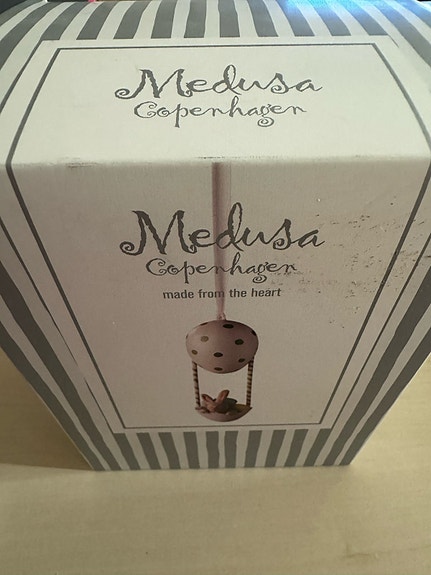 Medusa
Copenhagen
Medusa
Copenhagen
made from the heart